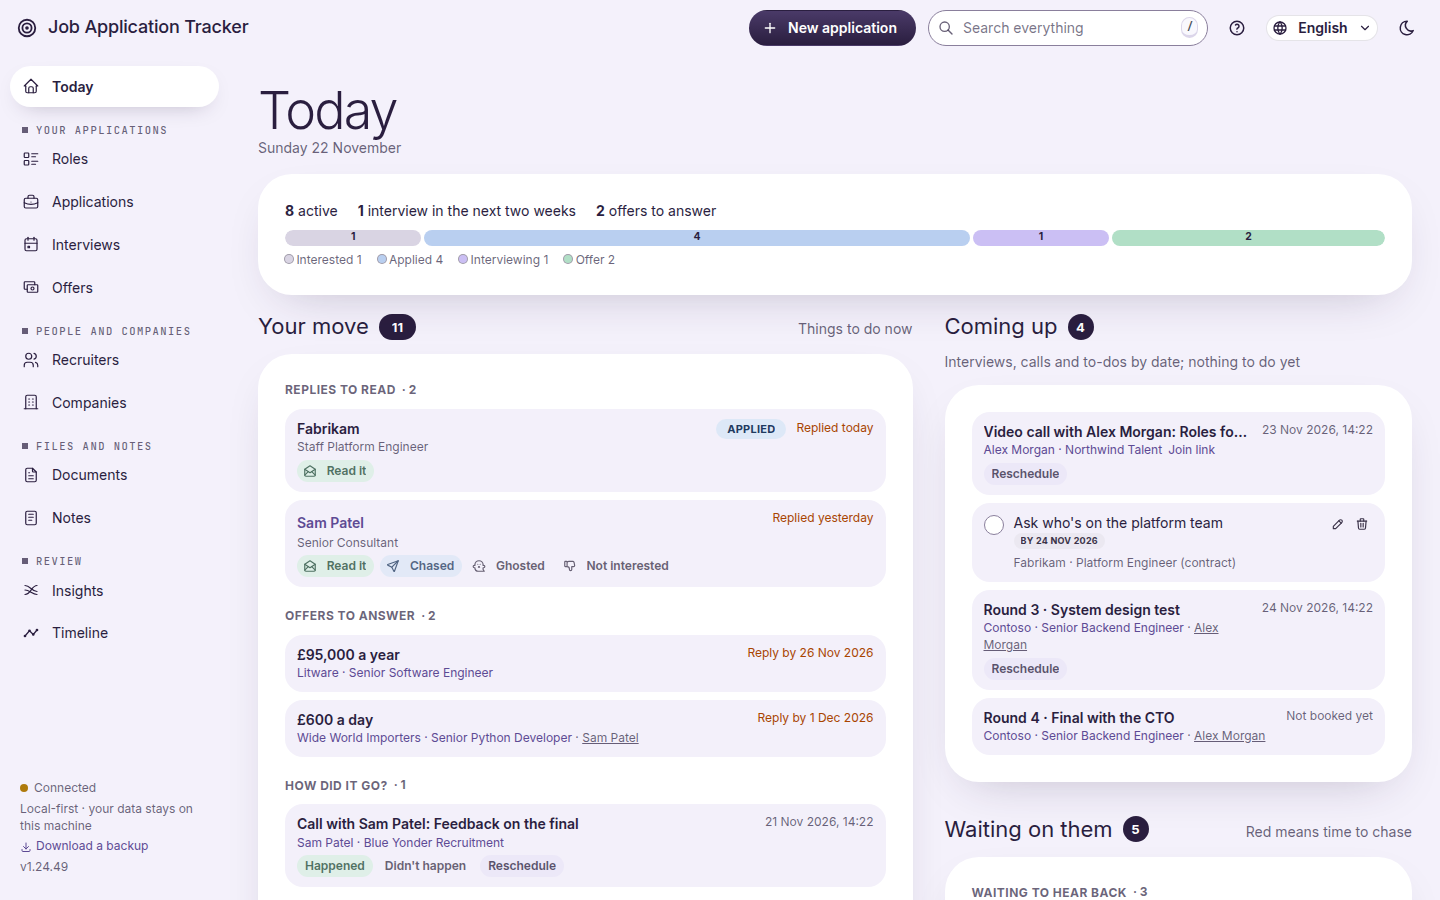 Job Application Tracker
New application
Search everything
/
English
Today
YOUR APPLICATIONS
Roles
Applications
Interviews
Offers
PEOPLE AND COMPANIES
Recruiters
Companies
FILES AND NOTES
Documents
Notes
REVIEW
Insights
Timeline
Connected
Local-first · your data stays on
this machine
Download a backup
v1.24.49
Today
Sunday 22 November
8 active 1 interview in the next two weeks 2 offers to answer
1 4 1 2
Interested 1 Applied 4 Interviewing 1 Offer 2
Your move 11 Things to do now
REPLIES TO READ · 2
Fabrikam APPLIED Replied today
Staff Platform Engineer
Read it
Sam Patel Replied yesterday
Senior Consultant
Read it Chased Ghosted Not interested
OFFERS TO ANSWER · 2
£95,000 a year Reply by 26 Nov 2026
Litware · Senior Software Engineer
£600 a day Reply by 1 Dec 2026
Wide World Importers · Senior Python Developer · Sam Patel
HOW DID IT GO? · 1
Call with Sam Patel: Feedback on the final 21 Nov 2026, 14:22
Sam Patel · Blue Yonder Recruitment
Happened Didn't happen Reschedule
Coming up 4
Interviews, calls and to-dos by date; nothing to do yet
Video call with Alex Morgan: Roles fo... 23 Nov 2026, 14:22
Alex Morgan · Northwind Talent Join link
Reschedule
Ask who's on the platform team
BY 24 NOV 2026
Fabrikam · Platform Engineer (contract)
Round 3 · System design test 24 Nov 2026, 14:22
Contoso · Senior Backend Engineer · Alex
Morgan
Reschedule
Round 4 · Final with the CTO Not booked yet
Contoso · Senior Backend Engineer · Alex Morgan
Waiting on them 5 Red means time to chase
WAITING TO HEAR BACK · 3